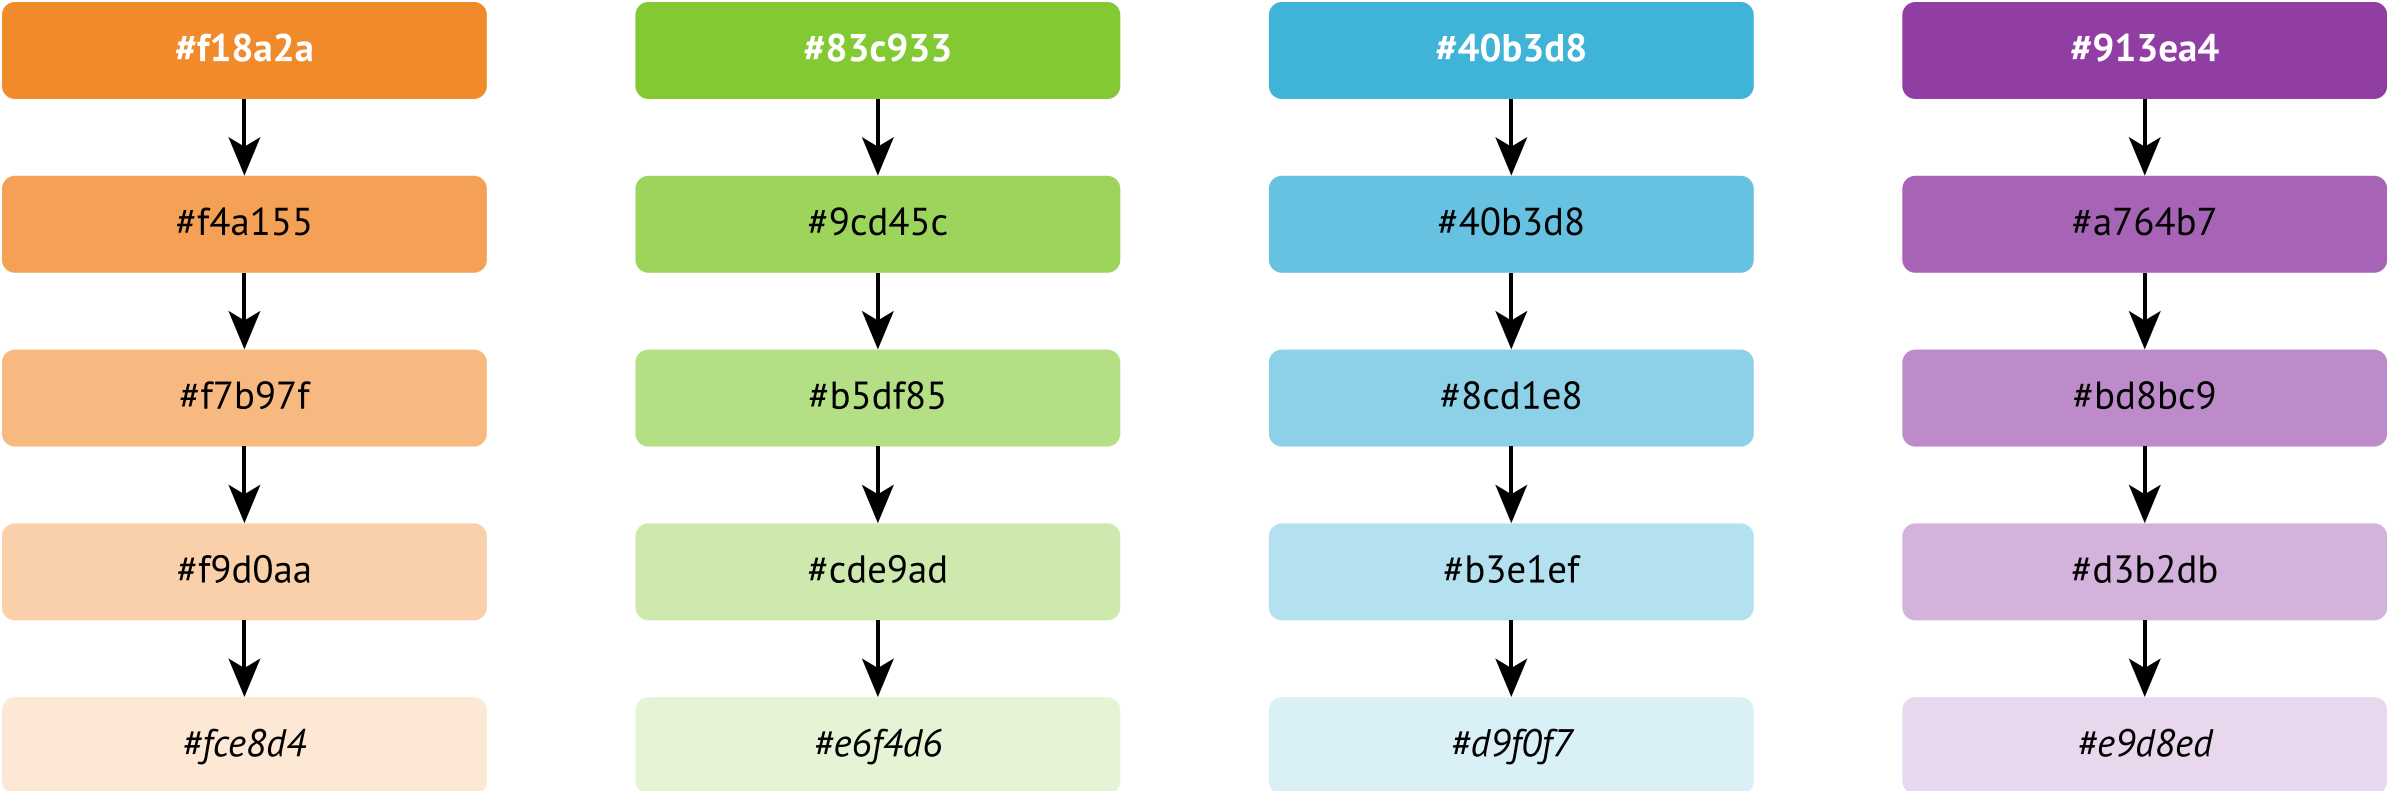 #f18a2a
#83c933
#40b3d8
#913ea4
#f4a155
#9cd45c
#40b3d8
#a764b7
#f7b97f
#b5df85
#8cd1e8
#bd8bc9
#f9d0aa
#cde9ad
#b3e1ef
#d3b2db
#fce8d4
#e6f4d6
#d9f0f7
#e9d8ed